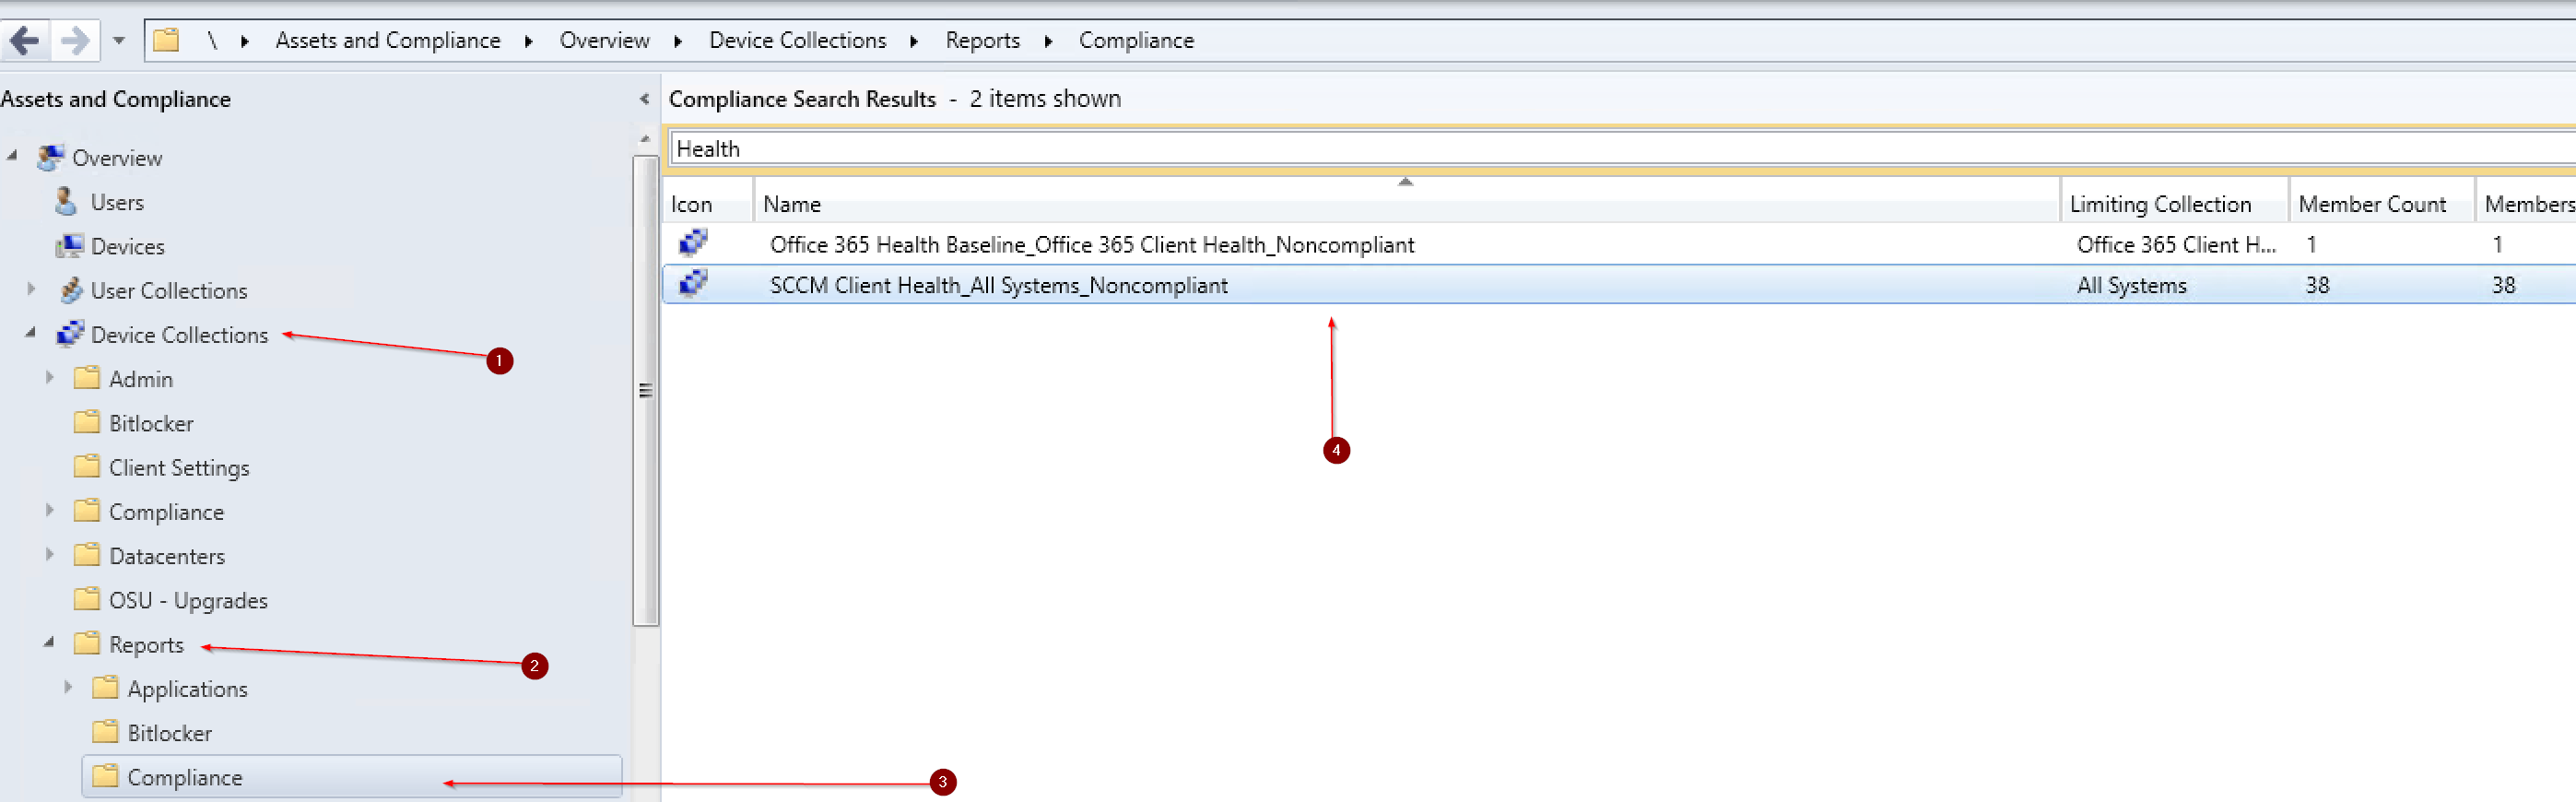 \ Assets and Compliance Overview Device Collections Reports Compliance
Assets and Compliance
Overview
Users
Devices
User Collections
Device Collections
1
Admin
Bitlocker
Client Settings
Compliance
Datacenters
OSU - Upgrades
Reports
2
Applications
Bitlocker
Compliance
3
Compliance Search Results - 2 items shown
Health
Icon Name Limiting Collection Member Count Members
Office 365 Health Baseline_Office 365 Client Health_Noncompliant Office 365 Client H... 1 1
SCCM Client Health_All Systems_Noncompliant All Systems 38 38
4